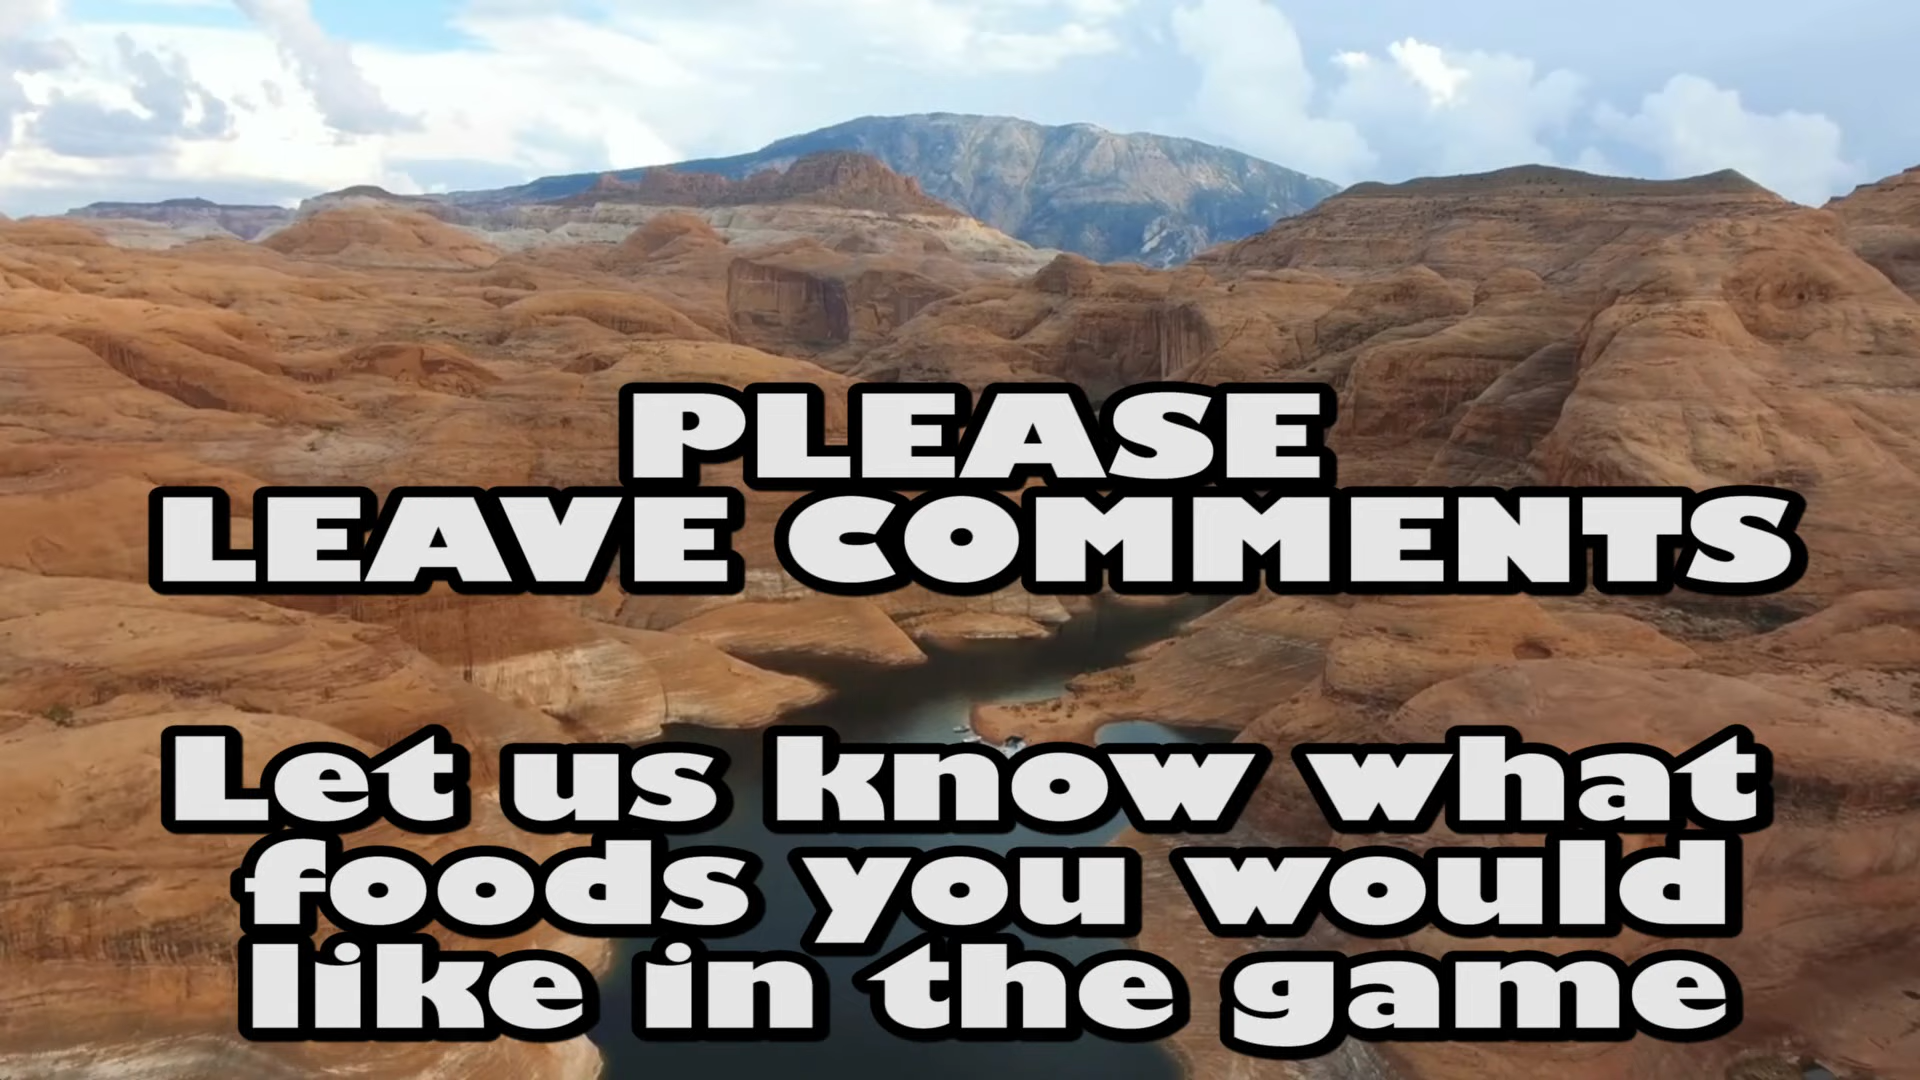 PLEASE
LEAVE COMMENTS
Let us know what
foods you would
like in the game